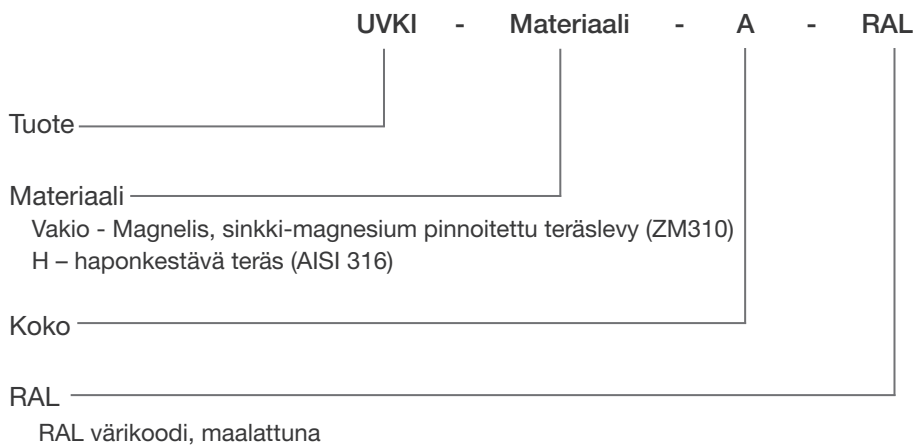 UVKI - Materiaali - A - RAL
Tuote
Materiaali
Vakio - Magnelis, sinkki-magnesium pinnoitettu teräslevy (ZM310)
H – haponkestävä teräs (AISI 316)
Koko
RAL
RAL värikoodi, maalattuna